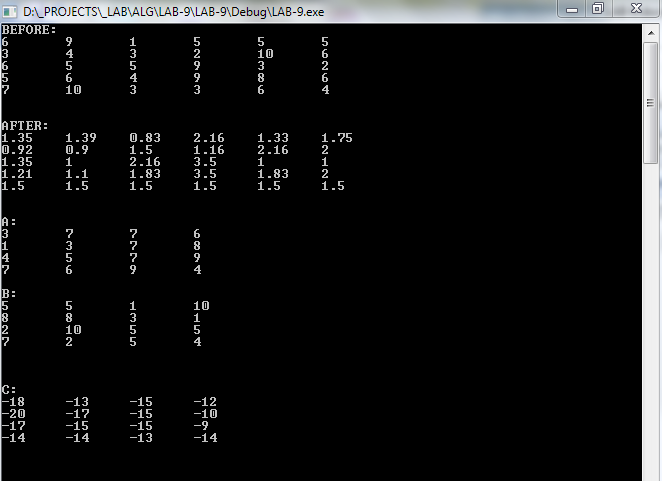 D:\_PROJECTS\_LAB\ALG\LAB-9\LAB-9\Debug\LAB-9.exe
BEFORE:
6 9 1 5 5 5
3 4 3 2 10 6
6 5 5 9 3 2
5 6 4 9 8 6
7 10 3 3 6 4
AFTER:
1.35 1.39 0.83 2.16 1.33 1.75
0.92 0.9 1.5 1.16 2.16 2
1.35 1 2.16 3.5 1 1
1.21 1.1 1.83 3.5 1.83 2
1.5 1.5 1.5 1.5 1.5 1.5
A:
3 7 7 6
1 3 7 8
4 5 7 9
7 6 9 4
B:
5 5 1 10
8 8 3 1
2 10 5 5
7 2 5 4
C:
-18 -13 -15 -12
-20 -17 -15 -10
-17 -15 -15 -9
-14 -14 -13 -14